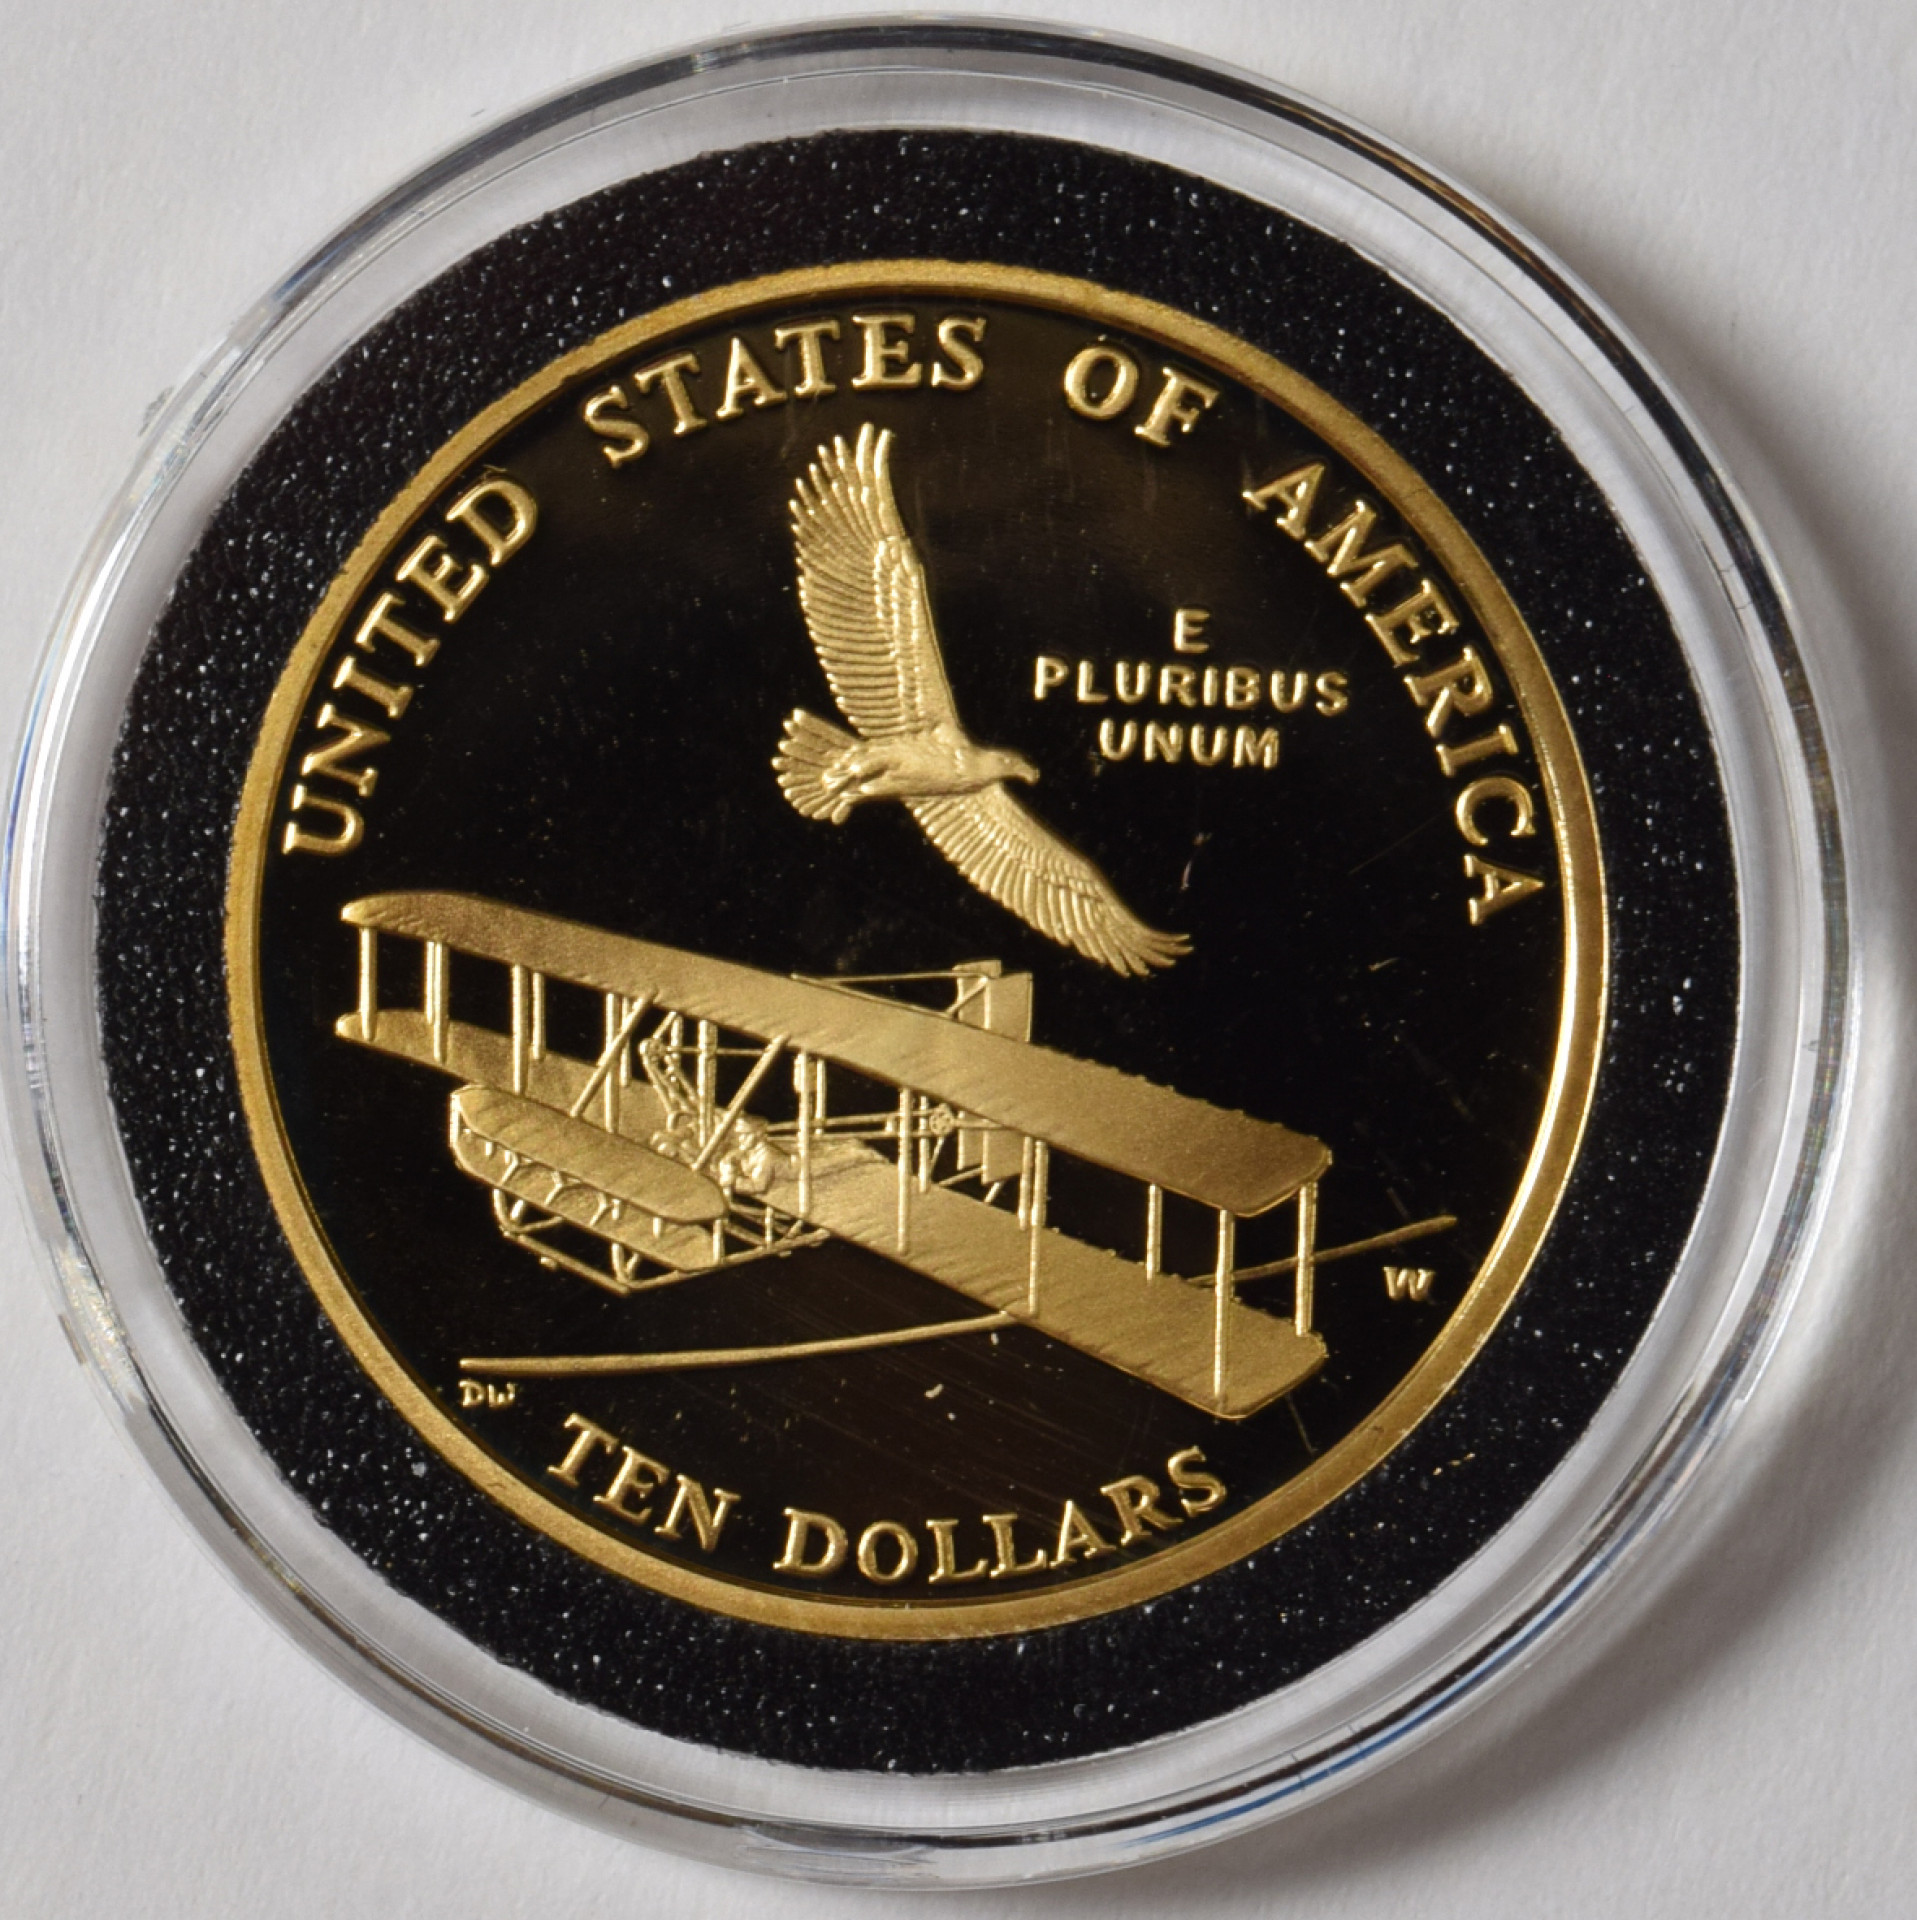 UNITED STATES OF AMERICA
E
PLURIBUS
UNUM
W
DW
TEN DOLLARS